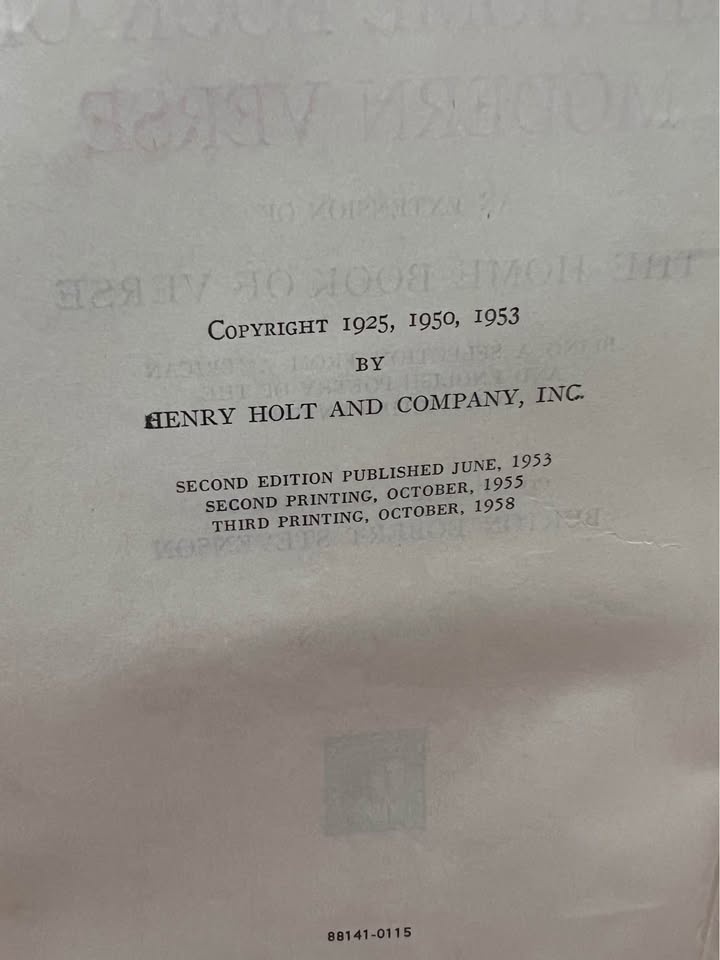 COPYRIGHT 1925, 1950, 1953
BY
HENRY HOLT AND COMPANY, INC.
SECOND EDITION PUBLISHED JUNE, 1953
SECOND PRINTING, OCTOBER, 1955
THIRD PRINTING, OCTOBER, 1958
88141-0115